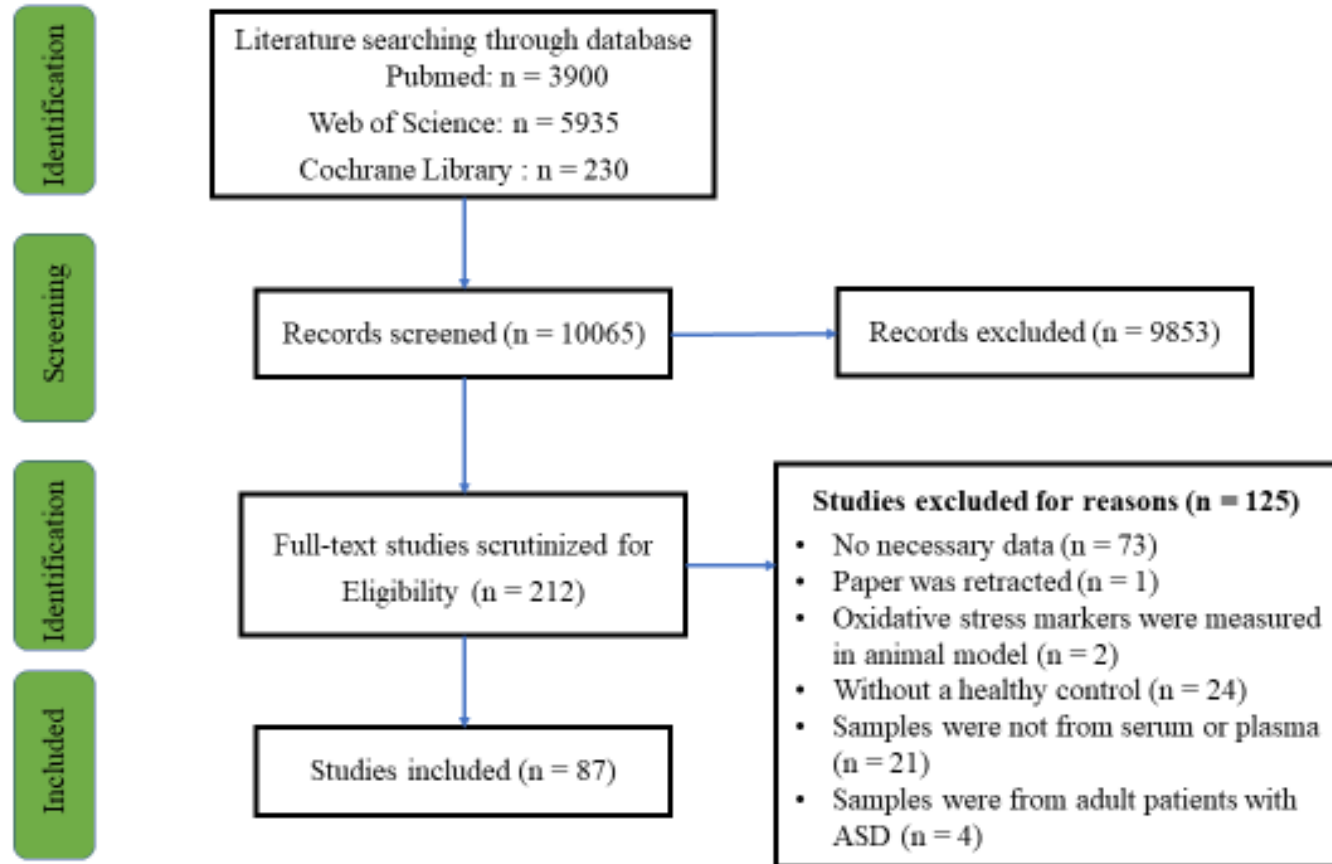 Identification
Literature searching through database
Pubmed: n = 3900
Web of Science: n = 5935
Cochrane Library : n = 230
Screening
Records screened (n = 10065)
Records excluded (n = 9853)
Identification
Full-text studies scrutinized for
Eligibility (n = 212)
Studies excluded for reasons (n = 125)
• No necessary data (n = 73)
• Paper was retracted (n = 1)
• Oxidative stress markers were measured
in animal model (n = 2)
• Without a healthy control (n = 24)
• Samples were not from serum or plasma
(n = 21)
• Samples were from adult patients with
ASD (n = 4)
Included
Studies included (n = 87)